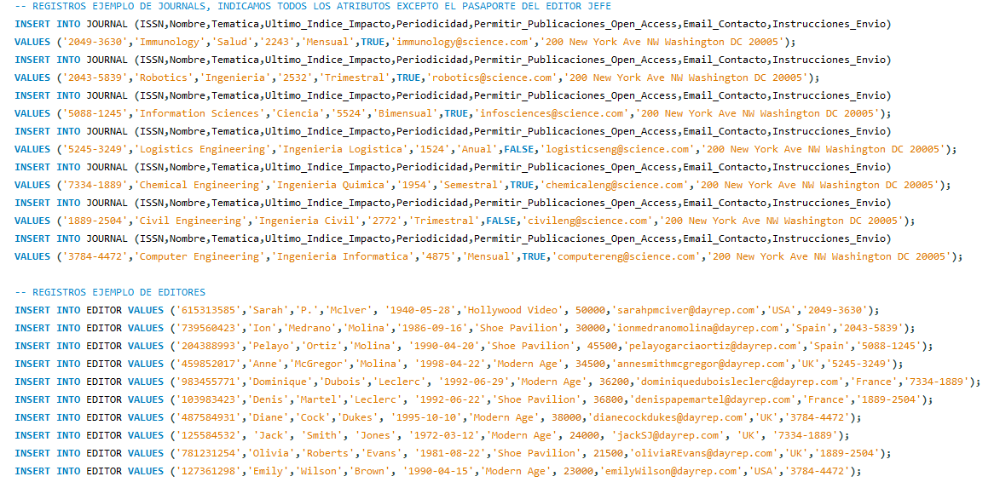 -- REGISTROS EJEMPLO DE JOURNALS, INDICAMOS TODOS LOS ATRIBUTOS EXCEPTO EL PASAPORTE DEL EDITOR JEFE
INSERT INTO JOURNAL (ISSN,Nombre,Tematica,Ultimo_Indice_Impacto,Periodicidad,Permitir_Publicaciones_Open_Access,Email_Contacto,Instrucciones_Envio)
VALUES ('2049-3630','Immunology','Salud','2243','Mensual',TRUE,'immunology@science.com','200 New York Ave NW Washington DC 20005');
INSERT INTO JOURNAL (ISSN,Nombre,Tematica,Ultimo_Indice_Impacto,Periodicidad,Permitir_Publicaciones_Open_Access,Email_Contacto,Instrucciones_Envio)
VALUES ('2043-5839','Robotics','Ingenieria','2532','Trimestral',TRUE,'robotics@science.com','200 New York Ave NW Washington DC 20005');
INSERT INTO JOURNAL (ISSN,Nombre,Tematica,Ultimo_Indice_Impacto,Periodicidad,Permitir_Publicaciones_Open_Access,Email_Contacto,Instrucciones_Envio)
VALUES ('5088-1245','Information Sciences','Ciencia','5524','Bimensual',TRUE,'infosciences@science.com','200 New York Ave NW Washington DC 20005');
INSERT INTO JOURNAL (ISSN,Nombre,Tematica,Ultimo_Indice_Impacto,Periodicidad,Permitir_Publicaciones_Open_Access,Email_Contacto,Instrucciones_Envio)
VALUES ('5245-3249','Logistics Engineering','Ingenieria Logistica','1524','Anual',FALSE,'logisticseng@science.com','200 New York Ave NW Washington DC 20005');
INSERT INTO JOURNAL (ISSN,Nombre,Tematica,Ultimo_Indice_Impacto,Periodicidad,Permitir_Publicaciones_Open_Access,Email_Contacto,Instrucciones_Envio)
VALUES ('7334-1889','Chemical Engineering','Ingenieria Quimica','1954','Semestral',TRUE,'chemicaleng@science.com','200 New York Ave NW Washington DC 20005');
INSERT INTO JOURNAL (ISSN,Nombre,Tematica,Ultimo_Indice_Impacto,Periodicidad,Permitir_Publicaciones_Open_Access,Email_Contacto,Instrucciones_Envio)
VALUES ('1889-2504','Civil Engineering','Ingenieria Civil','2772','Trimestral',FALSE,'civileng@science.com','200 New York Ave NW Washington DC 20005');
INSERT INTO JOURNAL (ISSN,Nombre,Tematica,Ultimo_Indice_Impacto,Periodicidad,Permitir_Publicaciones_Open_Access,Email_Contacto,Instrucciones_Envio)
VALUES ('3784-4472','Computer Engineering','Ingenieria Informatica','4875','Mensual',TRUE,'computereng@science.com','200 New York Ave NW Washington DC 20005');
-- REGISTROS EJEMPLO DE EDITORES
INSERT INTO EDITOR VALUES ('615313585','Sarah','P.','Mclver', '1940-05-28','Hollywood Video', 50000,'sarahpmciver@dayrep.com','USA','2049-3630');
INSERT INTO EDITOR VALUES ('739560423','Ion','Medrano','Molina','1986-09-16','Shoe Pavilion', 30000,'ionmedranomolina@dayrep.com','Spain','2043-5839');
INSERT INTO EDITOR VALUES ('204388993','Pelayo','Ortiz','Molina', '1990-04-20','Shoe Pavilion', 45500,'pelayogarciaortiz@dayrep.com','Spain','5088-1245');
INSERT INTO EDITOR VALUES ('459852017','Anne','McGregor','Molina', '1998-04-22','Modern Age', 34500,'annesmithmcgregor@dayrep.com','UK','5245-3249');
INSERT INTO EDITOR VALUES ('983455771','Dominique','Dubois','Leclerc', '1992-06-29','Modern Age', 36200,'dominiqueduboisleclerc@dayrep.com','France','7334-1889');
INSERT INTO EDITOR VALUES ('103983423','Denis','Martel','Leclerc', '1992-06-22','Shoe Pavilion', 36800,'denispapemartel@dayrep.com','France','1889-2504');
INSERT INTO EDITOR VALUES ('487584931','Diane','Cock','Dukes', '1995-10-10','Modern Age', 38000,'dianecockdukes@dayrep.com','UK','3784-4472');
INSERT INTO EDITOR VALUES ('125584532', 'Jack', 'Smith', 'Jones', '1972-03-12','Modern Age', 24000, 'jackSJ@dayrep.com', 'UK', '7334-1889');
INSERT INTO EDITOR VALUES ('781231254','Olivia','Roberts','Evans', '1981-08-22','Shoe Pavilion', 21500,'oliviaREvans@dayrep.com','UK','1889-2504');
INSERT INTO EDITOR VALUES ('127361298','Emily','Wilson','Brown', '1990-04-15','Modern Age', 23000,'emilyWilson@dayrep.com','USA','3784-4472');